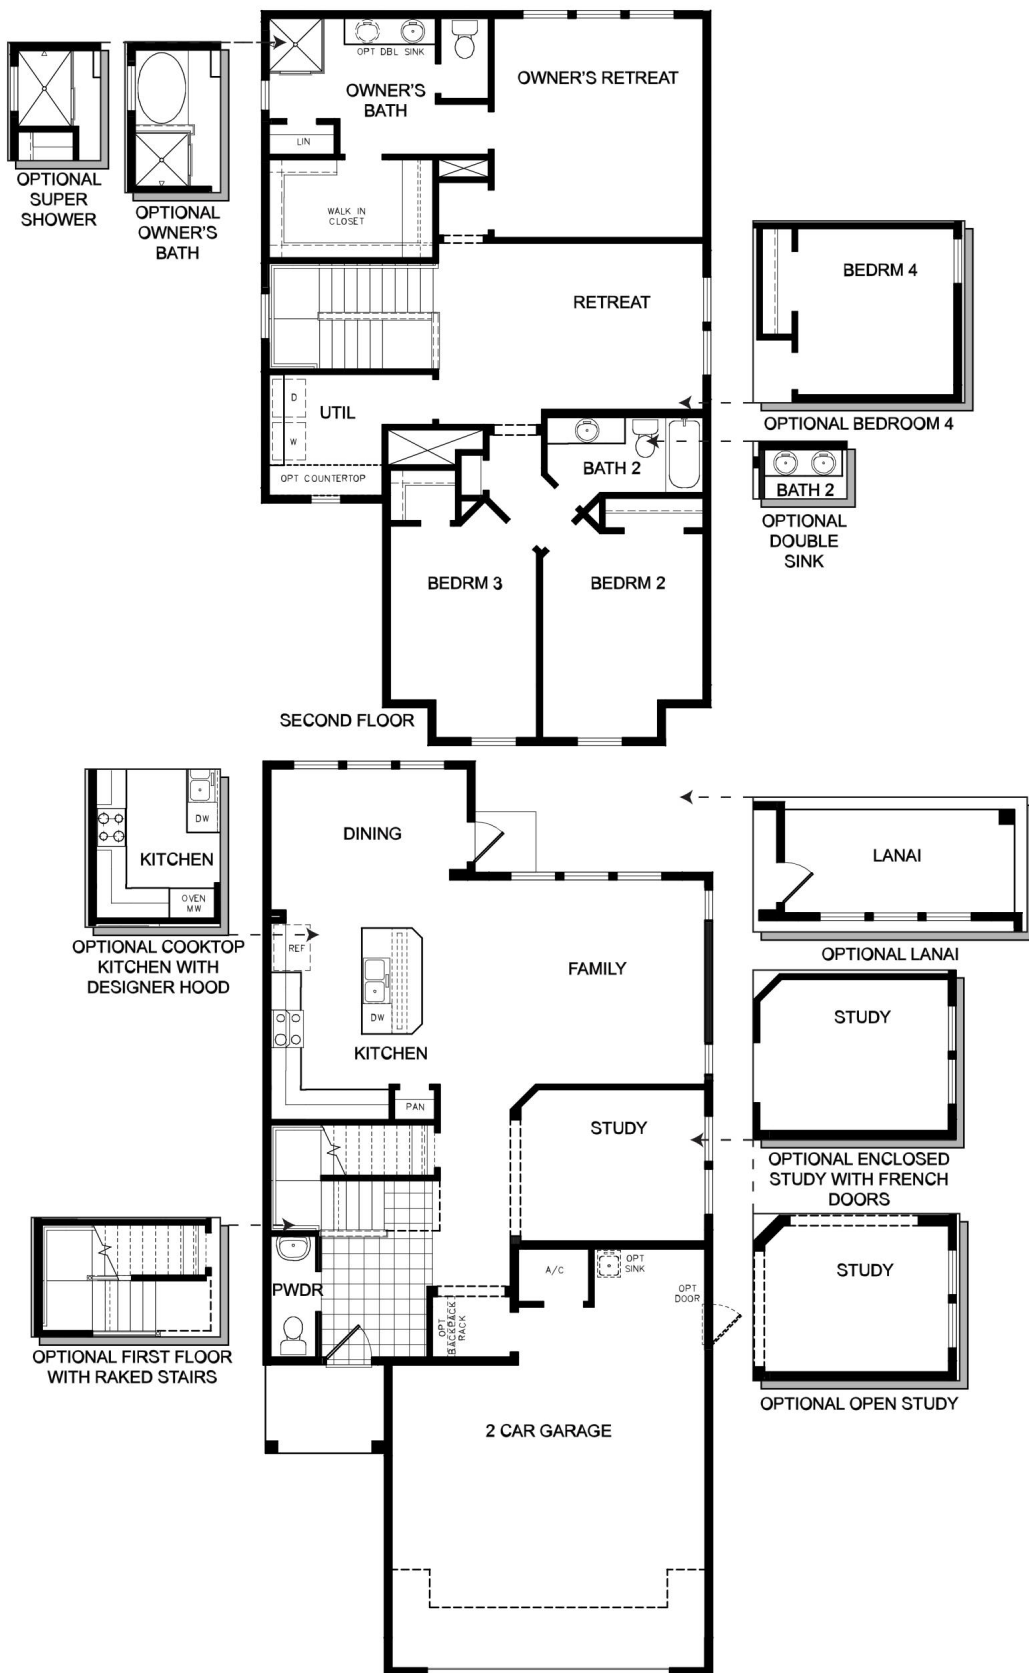 OPT DBL SINK
OWNER'S
BATH
OWNER'S RETREAT
LIN
WALK IN
CLOSET
OPTIONAL
SUPER
SHOWER
OPTIONAL
OWNER'S
BATH
RETREAT
BEDRM 4
OPTIONAL BEDROOM 4
D
W
UTIL
OPT COUNTERTOP
BATH 2
BATH 2
OPTIONAL
DOUBLE
SINK
BEDRM 3
BEDRM 2
SECOND FLOOR
DW
KITCHEN
OVEN
MW
OPTIONAL COOKTOP
KITCHEN WITH
DESIGNER HOOD
DINING
LANAI
OPTIONAL LANAI
REF
DW
KITCHEN
FAMILY
PAN
STUDY
STUDY
OPTIONAL ENCLOSED
STUDY WITH FRENCH
DOORS
OPTIONAL FIRST FLOOR
WITH RAKED STAIRS
PWDR
OPT
BACKPACK
RACK
A/C
OPT
SINK
OPT
DOOR
STUDY
OPTIONAL OPEN STUDY
2 CAR GARAGE